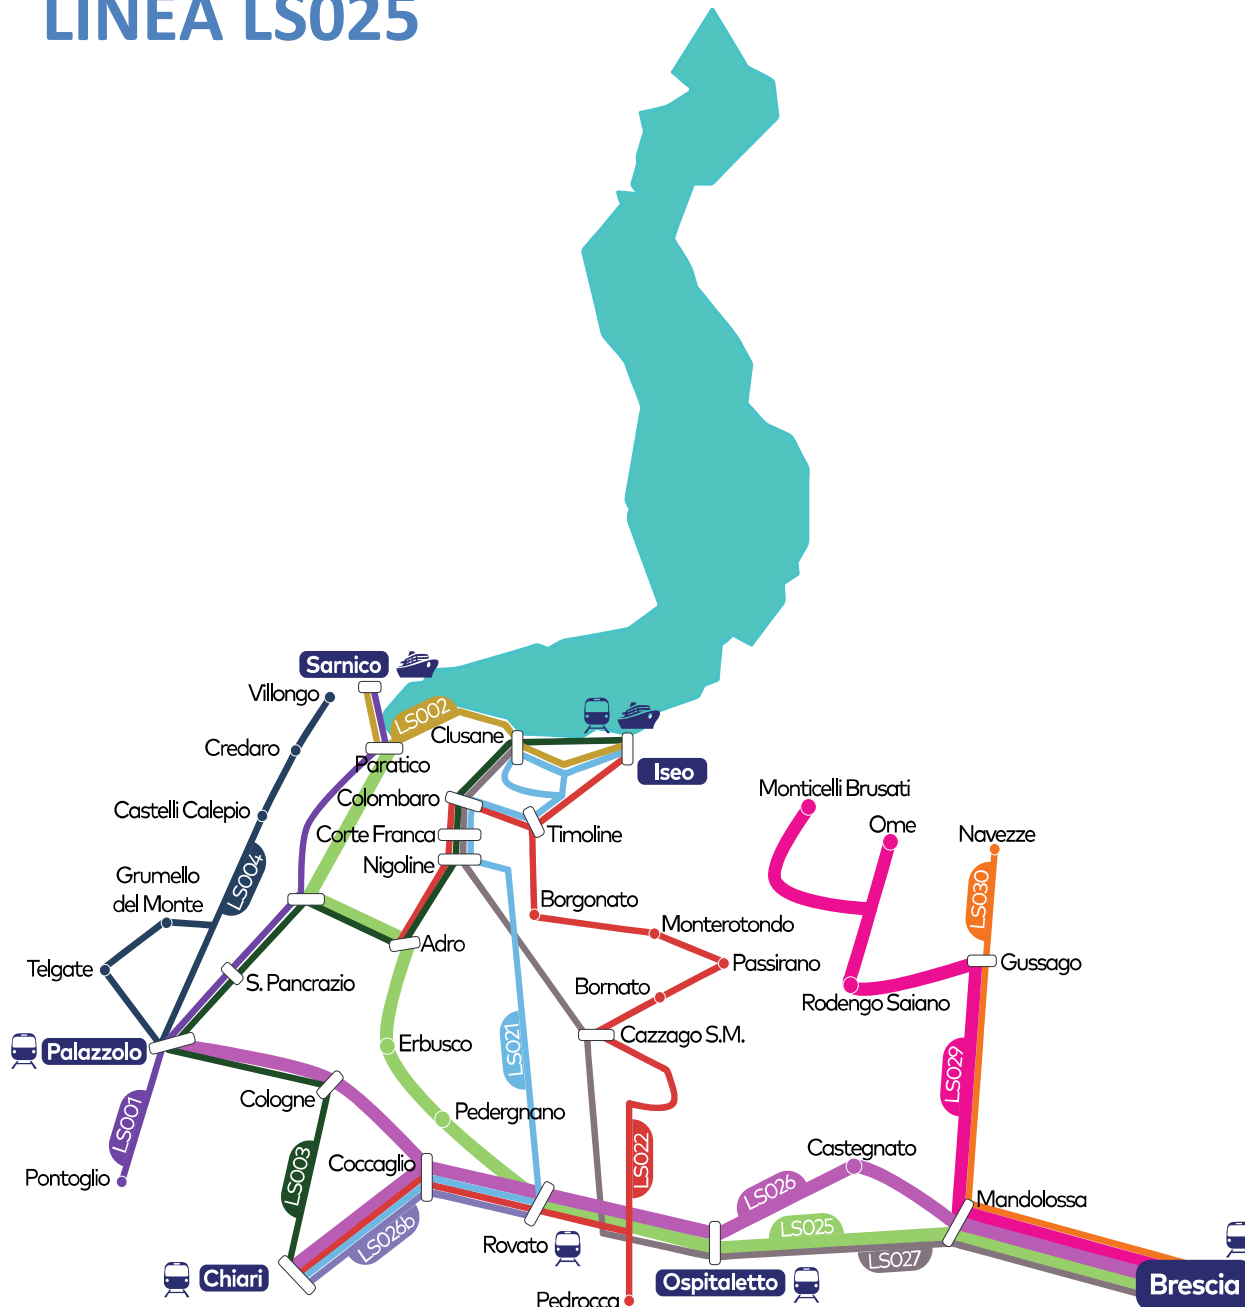 LINEA LS025
Sarnico
Villongo
LS002
Credaro
Clusane
Paratico
Iseo
Castelli Calepio
Colombaro
Monticelli Brusati
Corte Franca
Timoline
Ome
Navezze
Nigoline
Grumello
del Monte
LS004
LS030
Borgonato
Monterotondo
Adro
Telgate
S. Pancrazio
Passirano
Gussago
Bornato
Rodengo Saiano
Palazzolo
Erbusco
LS021
Cazzago S.M.
LS029
Cologne
Pedergnano
LS001
LS022
Pontoglio
LS003
Coccaglio
Castegnato
LS026
Mandolossa
LS026b
LS025
Rovato
LS027
Chiari
Ospitaletto
Brescia
Pedrocca